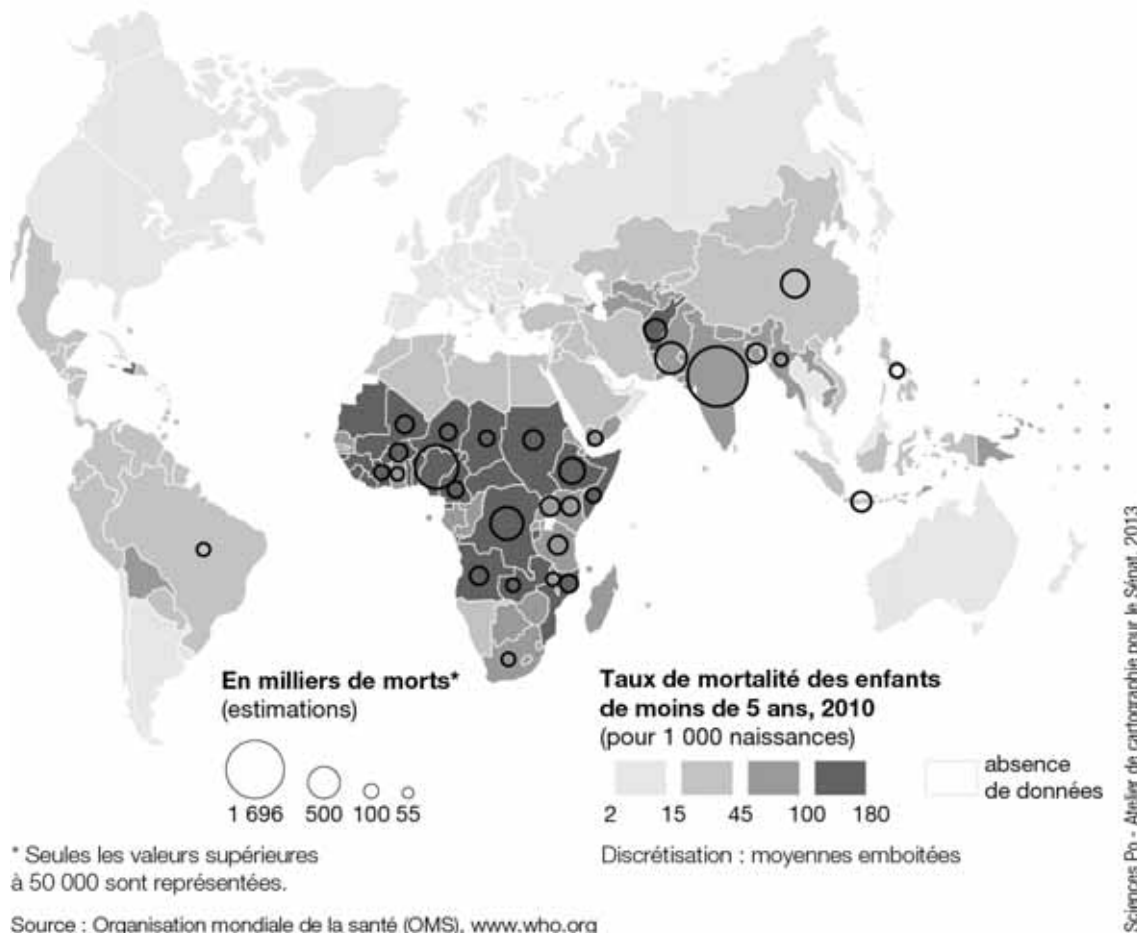 En milliers de morts*
(estimations)
1 696 500 100 55
* Seules les valeurs supérieures
à 50 000 sont représentées.
Taux de mortalité des enfants
de moins de 5 ans, 2010
(pour 1 000 naissances)
2 15 45 100 180
absence
de données
Discrétisation : moyennes emboitées
Source : Organisation mondiale de la santé (OMS), www.who.org
Sciences Po - Atelier de cartographie pour le Sénat, 2013